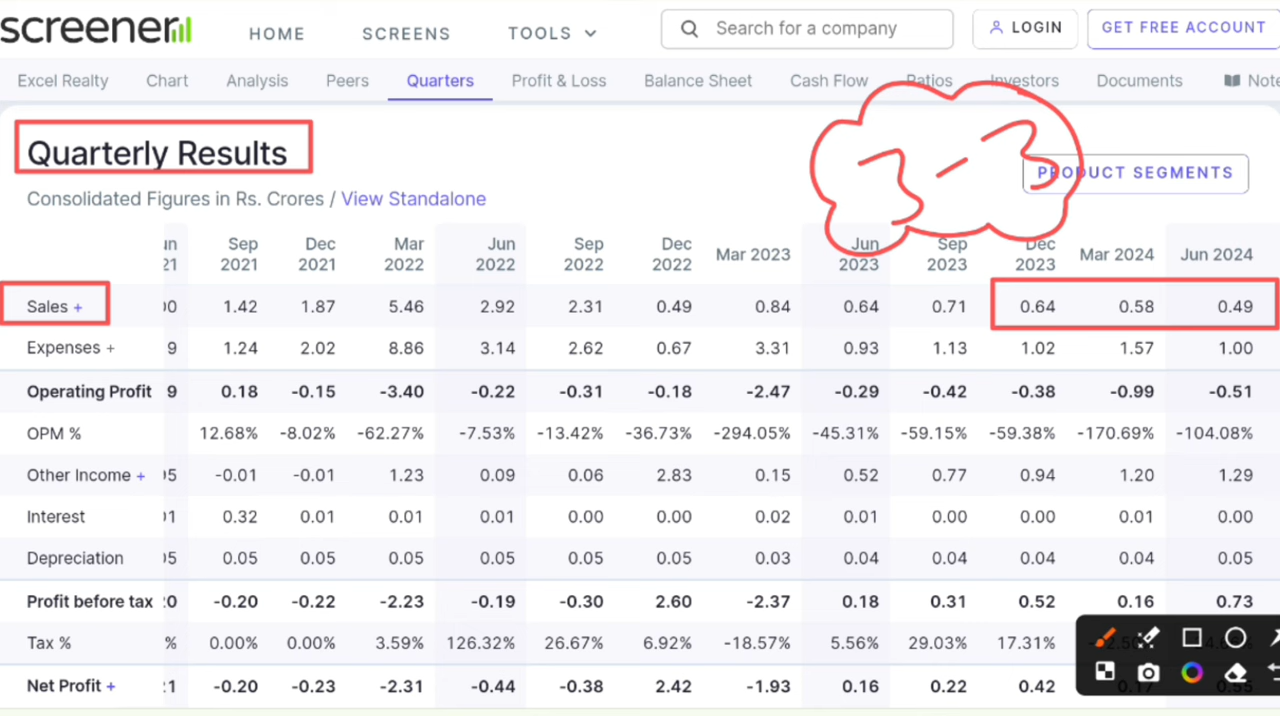 screener
HOME SCREENS TOOLS
Search for a company
LOGIN
GET FREE ACCOUNT
Excel Realty Chart Analysis Peers Quarters Profit & Loss Balance Sheet Cash Flow Ratios Investors Documents Note
Quarterly Results
3-3
PRODUCT SEGMENTS
Consolidated Figures in Rs. Crores / View Standalone
Sep 2021 Dec 2021 Mar 2022 Jun 2022 Sep 2022 Dec 2022 Mar 2023 Jun 2023 Sep 2023 Dec 2023 Mar 2024 Jun 2024
Sales + 1.42 1.87 5.46 2.92 2.31 0.49 0.84 0.64 0.71 0.64 0.58 0.49
Expenses + 9 1.24 2.02 8.86 3.14 2.62 0.67 3.31 0.93 1.13 1.02 1.57 1.00
Operating Profit 9 0.18 -0.15 -3.40 -0.22 -0.31 -0.18 -2.47 -0.29 -0.42 -0.38 -0.99 -0.51
OPM % 12.68% -8.02% -62.27% -7.53% -13.42% -36.73% -294.05% -45.31% -59.15% -59.38% -170.69% -104.08%
Other Income + 05 -0.01 -0.01 1.23 0.09 0.06 2.83 0.15 0.52 0.77 0.94 1.20 1.29
Interest 01 0.32 0.01 0.01 0.01 0.00 0.00 0.02 0.01 0.00 0.00 0.01 0.00
Depreciation 05 0.05 0.05 0.05 0.05 0.05 0.05 0.03 0.04 0.04 0.04 0.04 0.05
Profit before tax -0.20 -0.22 -2.23 -0.19 -0.30 2.60 -2.37 0.18 0.31 0.52 0.16 0.73
Tax % % 0.00% 0.00% 3.59% 126.32% 26.67% 6.92% -18.57% 5.56% 29.03% 17.31%
Net Profit + -0.20 -0.23 -2.31 -0.44 -0.38 2.42 -1.93 0.16 0.22 0.42 0.17 0.55